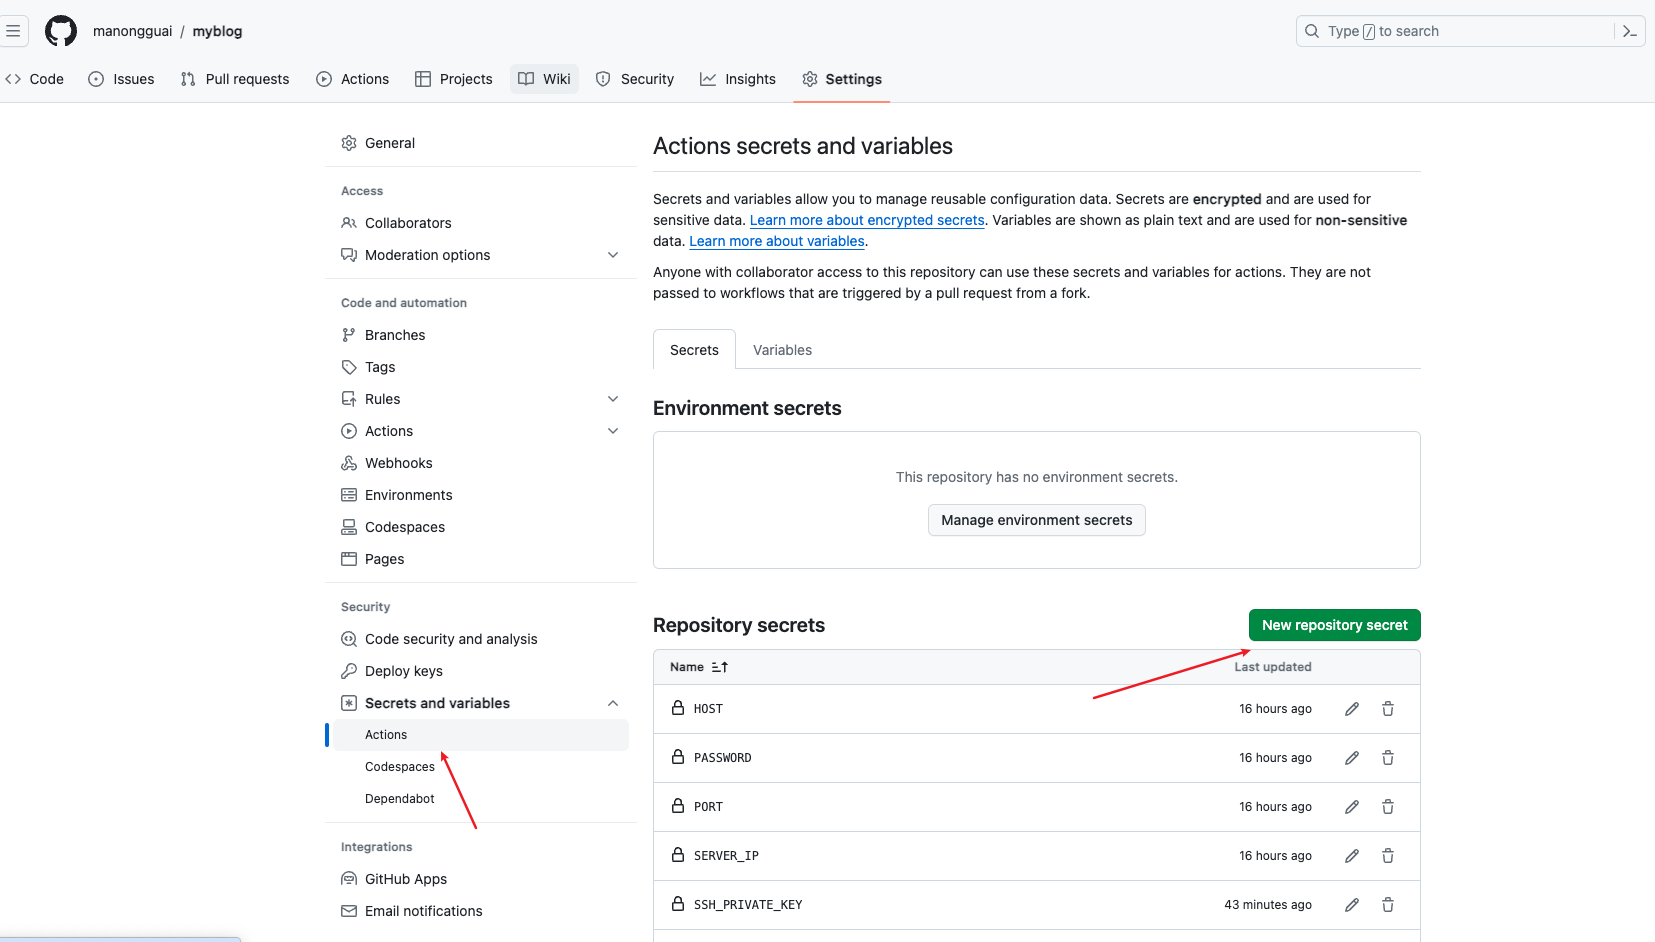 manongguai / myblog
Type / to search
Code
Issues
Pull requests
Actions
Projects
Wiki
Security
Insights
Settings
General
Access
Collaborators
Moderation options
Code and automation
Branches
Tags
Rules
Actions
Webhooks
Environments
Codespaces
Pages
Security
Code security and analysis
Deploy keys
Secrets and variables
Actions
Codespaces
Dependabot
Integrations
GitHub Apps
Email notifications
Actions secrets and variables
Secrets and variables allow you to manage reusable configuration data. Secrets are encrypted and are used for
sensitive data. Learn more about encrypted secrets. Variables are shown as plain text and are used for non-sensitive
data. Learn more about variables.
Anyone with collaborator access to this repository can use these secrets and variables for actions. They are not
passed to workflows that are triggered by a pull request from a fork.
Secrets
Variables
Environment secrets
This repository has no environment secrets.
Manage environment secrets
Repository secrets
New repository secret
Name
Last updated
HOST
16 hours ago
PASSWORD
16 hours ago
PORT
16 hours ago
SERVER_IP
16 hours ago
SSH_PRIVATE_KEY
43 minutes ago